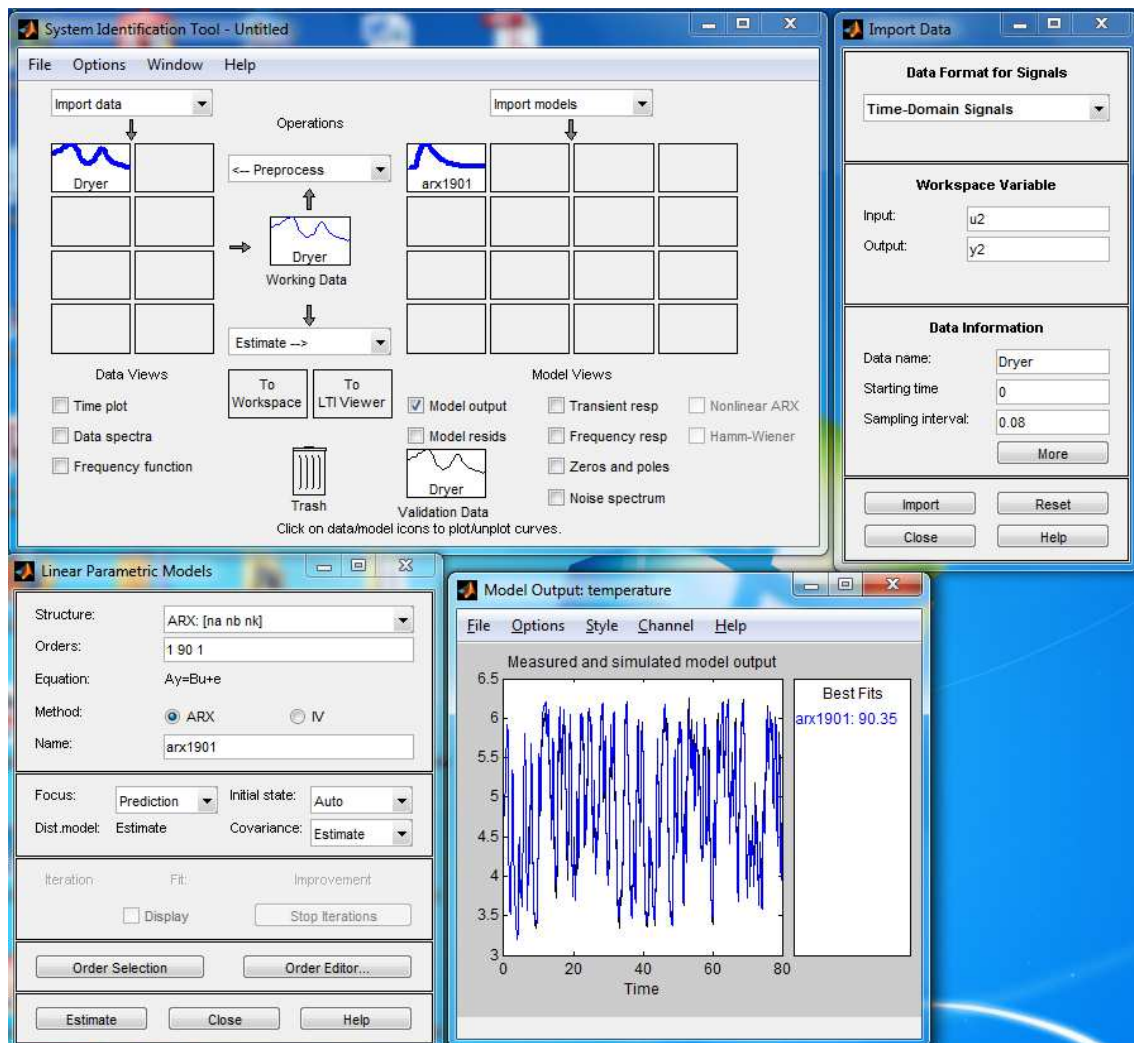 System Identification Tool - Untitled
File Options Window Help
Import data
Import models
Operations
Dryer
<-- Preprocess
arx1901
Dryer
Working Data
Estimate -->
Data Views
To Workspace
To LTI Viewer
Model Views
Time plot
Data spectra
Frequency function
Model output
Model resids
Transient resp
Frequency resp
Zeros and poles
Noise spectrum
Nonlinear ARX
Hamm-Wiener
Trash
Dryer
Validation Data
Click on data/model icons to plot/unplot curves.
Import Data
Data Format for Signals
Time-Domain Signals
Workspace Variable
Input: u2
Output: y2
Data Information
Data name: Dryer
Starting time 0
Sampling interval: 0.08
More
Import Reset
Close Help
Linear Parametric Models
Structure: ARX: [na nb nk]
Orders: 1 90 1
Equation: Ay=Bu+e
Method: ARX IV
Name: arx1901
Focus: Prediction Initial state: Auto
Dist.model: Estimate Covariance: Estimate
Iteration Fit: Improvement
Display Stop Iterations
Order Selection Order Editor...
Estimate Close Help
Model Output: temperature
File Options Style Channel Help
Measured and simulated model output
6.5
6
5.5
5
4.5
4
3.5
3
0 20 40 60 80
Time
Best Fits
arx1901: 90.35